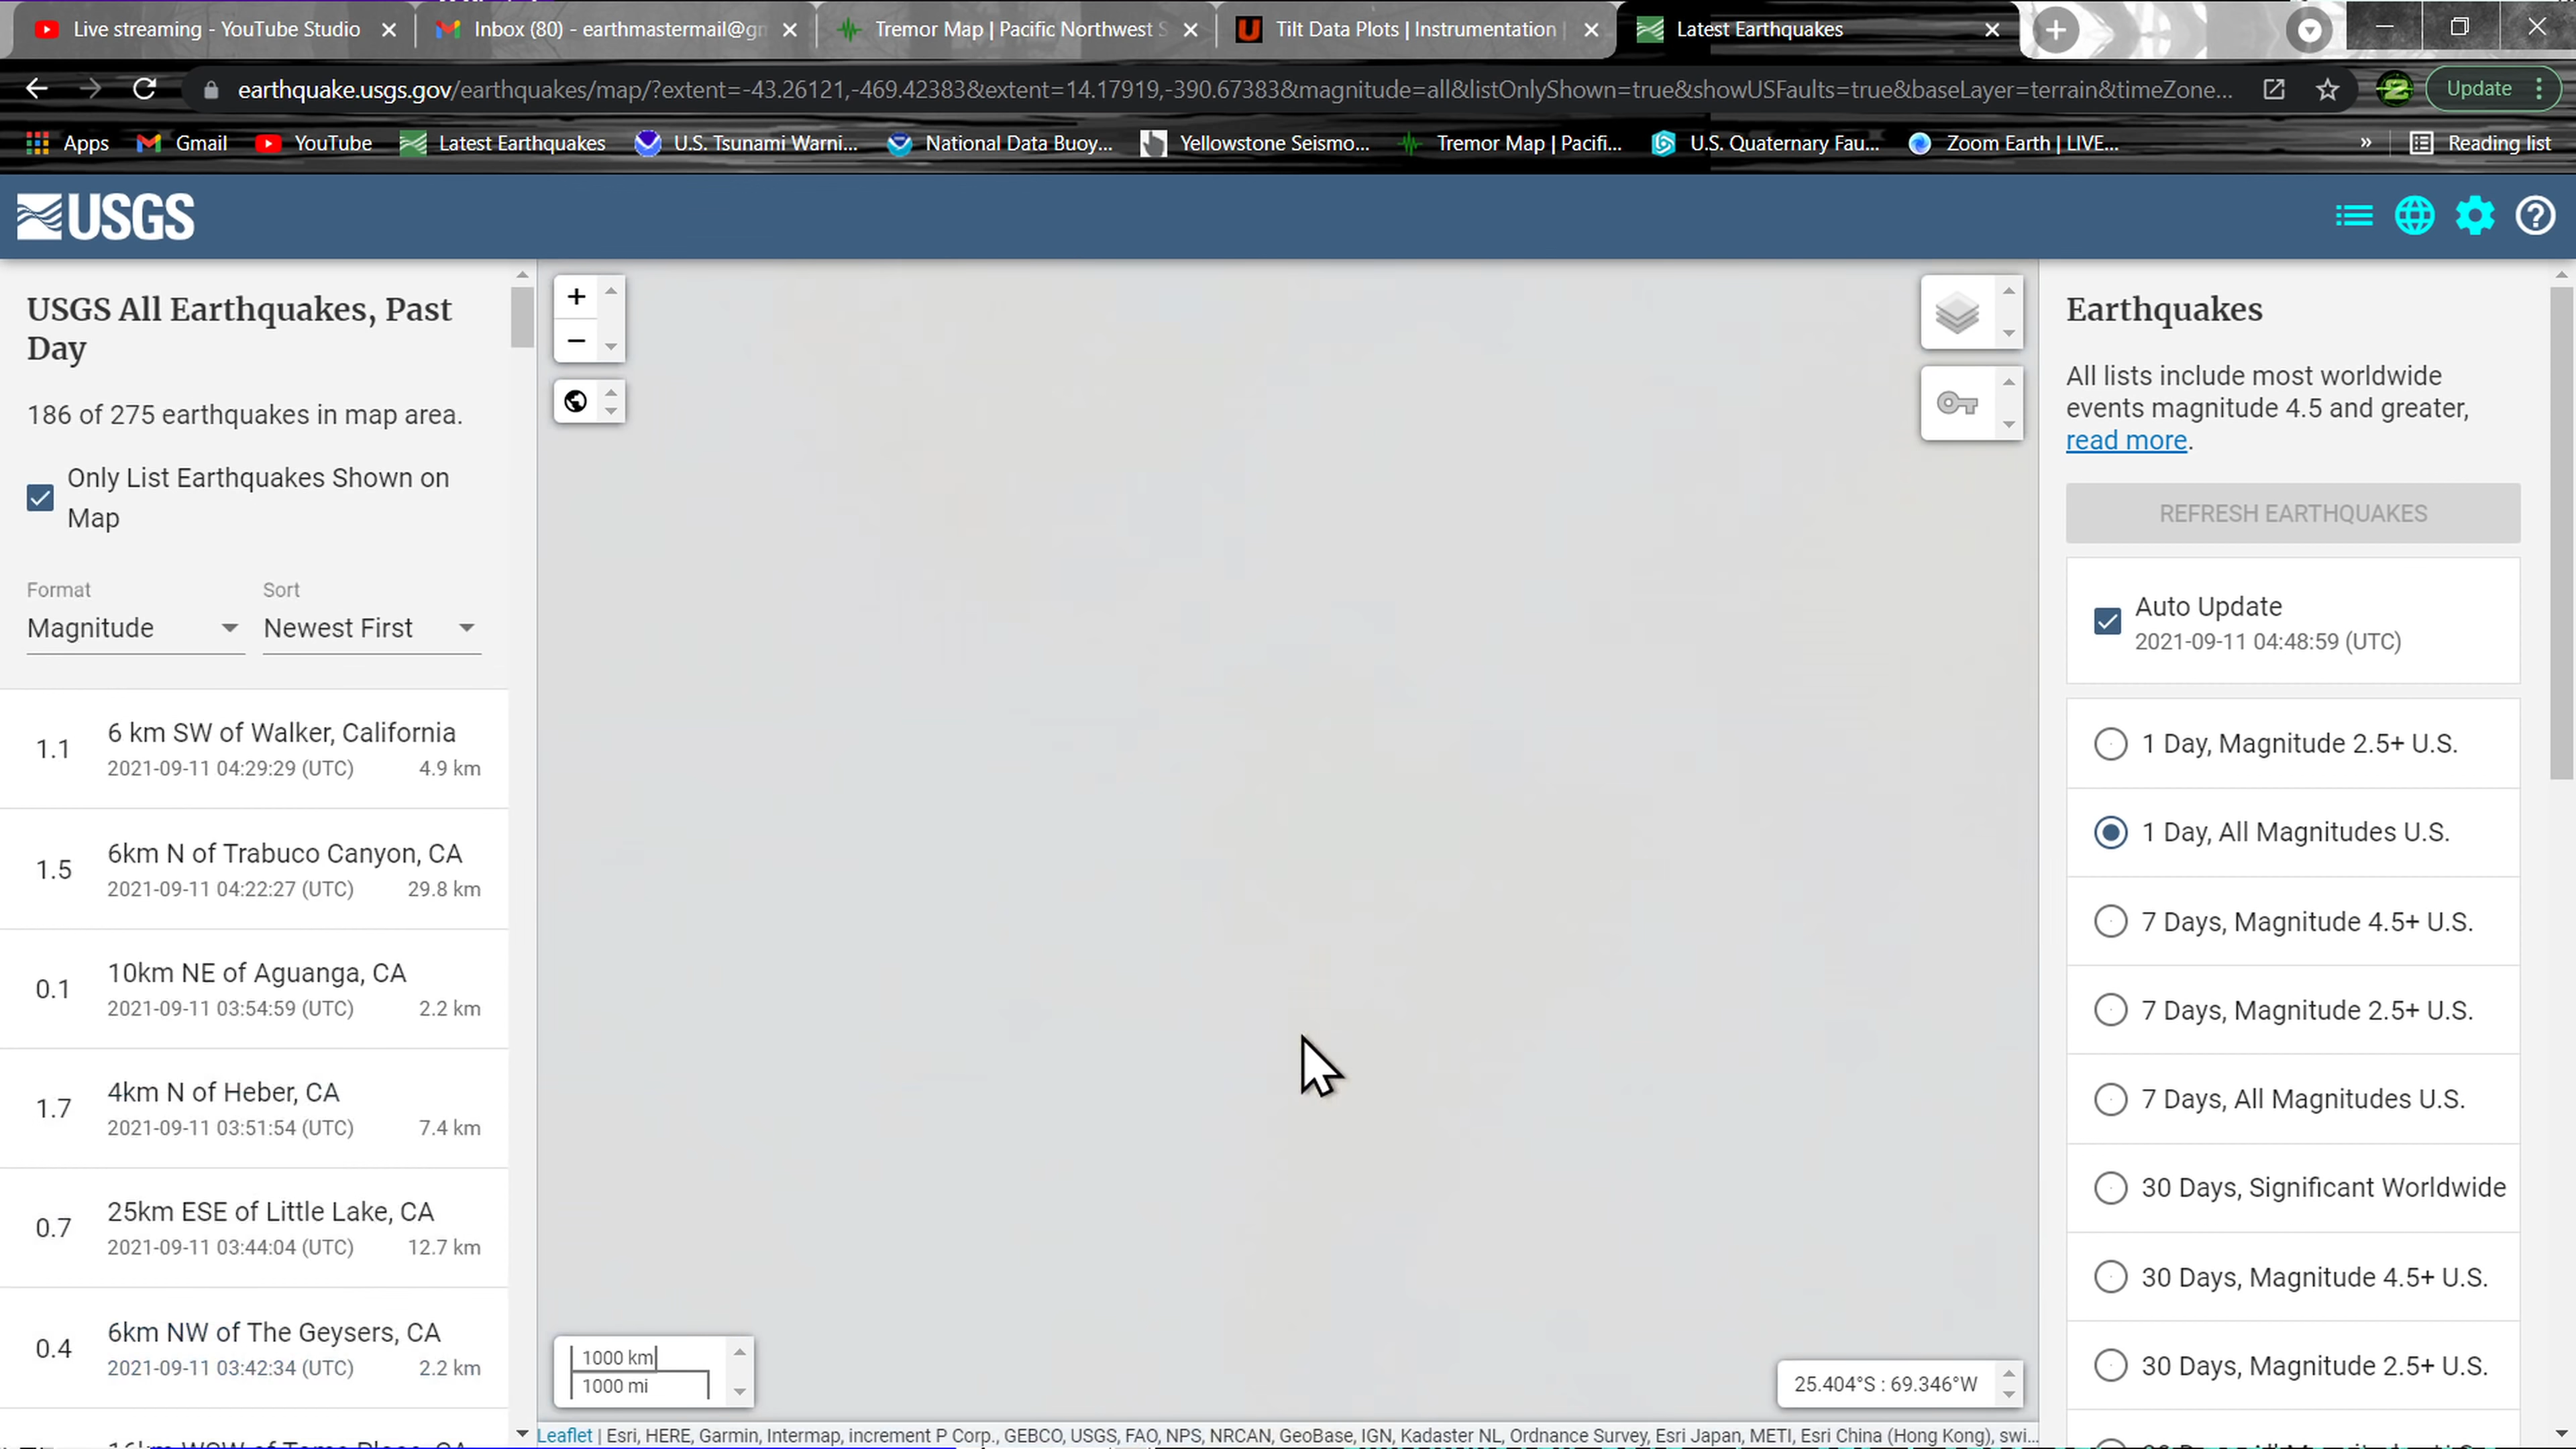 Live streaming - YouTube Studio
Inbox (80) - earthmastermail@gm
Tremor Map | Pacific Northwest S
Tilt Data Plots | Instrumentation |
Latest Earthquakes
earthquake.usgs.gov/earthquakes/map/?extent=-43.26121,-469.42383&extent=14.17919,-390.67383&magnitude=all&listOnlyShown=true&showUSFaults=true&baseLayer=terrain&timeZone...
Update
Apps
Gmail
YouTube
Latest Earthquakes
U.S. Tsunami Warni...
National Data Buoy...
Yellowstone Seismo...
Tremor Map | Pacifi...
U.S. Quaternary Fau...
Zoom Earth | LIVE...
»
Reading list
USGS
USGS All Earthquakes, Past
Day
186 of 275 earthquakes in map area.
Only List Earthquakes Shown on
Map
Format
Sort
Magnitude
Newest First
1.1
6 km SW of Walker, California
2021-09-11 04:29:29 (UTC)
4.9 km
1.5
6km N of Trabuco Canyon, CA
2021-09-11 04:22:27 (UTC)
29.8 km
0.1
10km NE of Aguanga, CA
2021-09-11 03:54:59 (UTC)
2.2 km
1.7
4km N of Heber, CA
2021-09-11 03:51:54 (UTC)
7.4 km
0.7
25km ESE of Little Lake, CA
2021-09-11 03:44:04 (UTC)
12.7 km
0.4
6km NW of The Geysers, CA
2021-09-11 03:42:34 (UTC)
2.2 km
+
−
1000 km
1000 mi
25.404°S : 69.346°W
Leaflet | Esri, HERE, Garmin, Intermap, increment P Corp., GEBCO, USGS, FAO, NPS, NRCAN, GeoBase, IGN, Kadaster NL, Ordnance Survey, Esri Japan, METI, Esri China (Hong Kong), swi...
Earthquakes
All lists include most worldwide
events magnitude 4.5 and greater,
read more.
REFRESH EARTHQUAKES
Auto Update
2021-09-11 04:48:59 (UTC)
1 Day, Magnitude 2.5+ U.S.
1 Day, All Magnitudes U.S.
7 Days, Magnitude 4.5+ U.S.
7 Days, Magnitude 2.5+ U.S.
7 Days, All Magnitudes U.S.
30 Days, Significant Worldwide
30 Days, Magnitude 4.5+ U.S.
30 Days, Magnitude 2.5+ U.S.